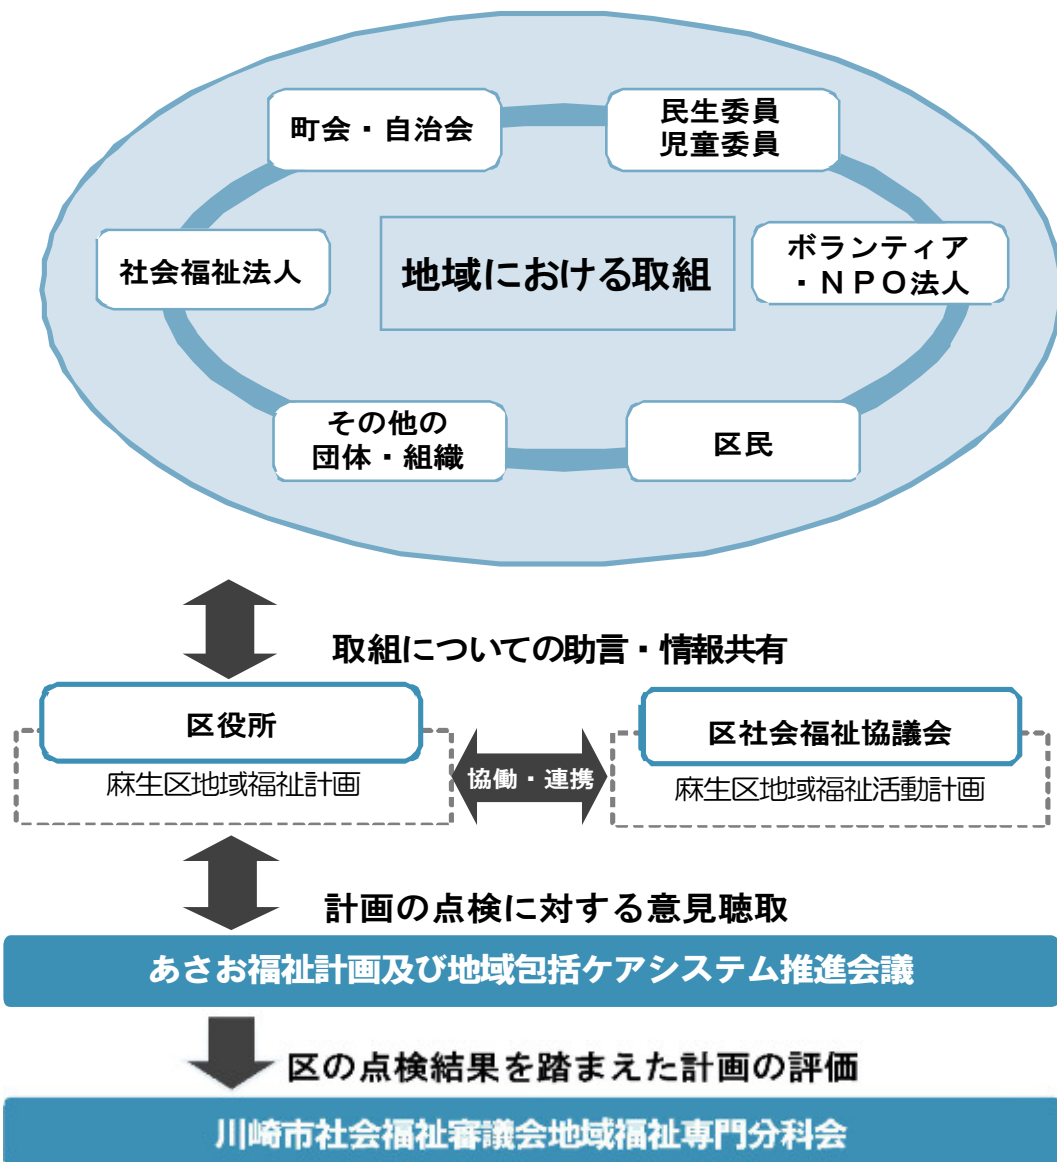 町会・自治会
民生委員
児童委員
社会福祉法人
地域における取組
ボランティア
・ＮＰＯ法人
その他の
団体・組織
区民
取組についての助言・情報共有
区役所
麻生区地域福祉計画
協働・連携
区社会福祉協議会
麻生区地域福祉活動計画
計画の点検に対する意見聴取
あさお福祉計画及び地域包括ケアシステム推進会議
区の点検結果を踏まえた計画の評価
川崎市社会福祉審議会地域福祉専門分科会